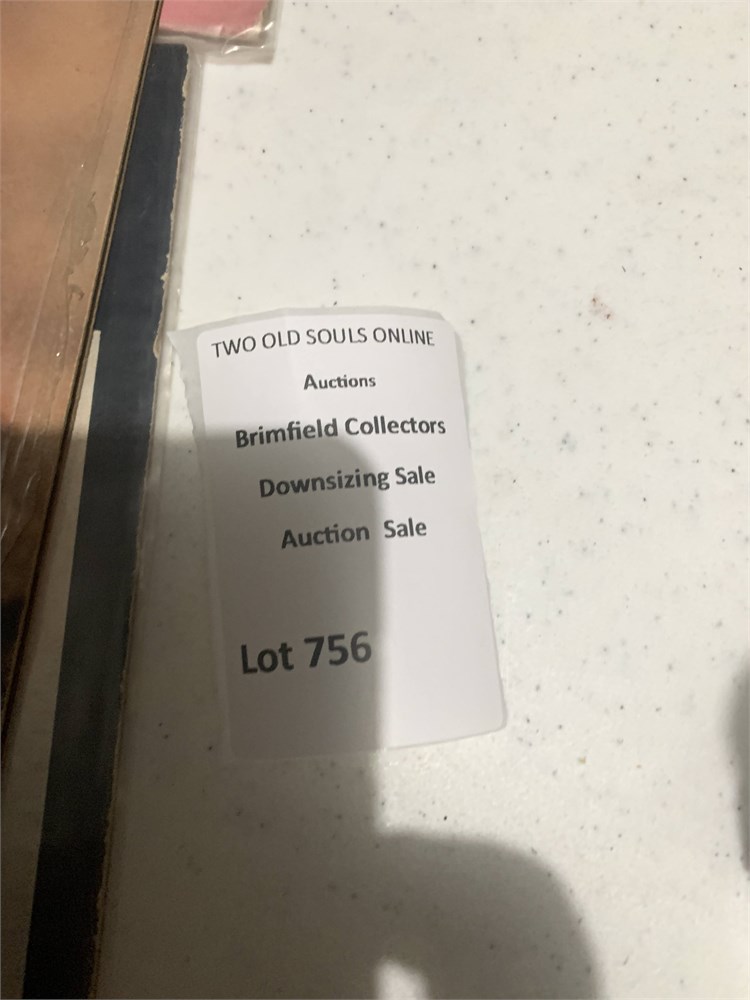 TWO OLD SOULS ONLINE
Auctions
Brimfield Collectors
Downsizing Sale
Auction Sale
Lot 756